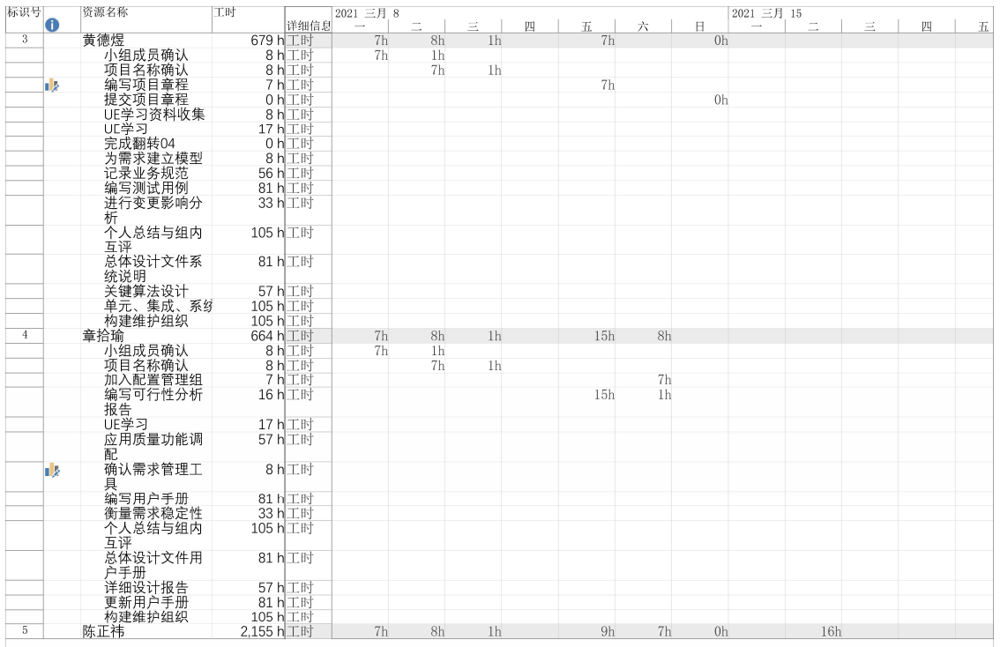 标识号 资源名称 工时 详细信息 2021 三月 8 2021 三月 15
一 二 三 四 五 六 日 一 二 三 四 五
3 黄德煜 679 h 工时 7h 8h 1h 7h 0h
小组成员确认 8 h 工时 7h 1h
项目名称确认 8 h 工时 7h 1h
编写项目章程 7 h 工时 7h
提交项目章程 0 h 工时 0h
UE学习资料收集 8 h 工时
UE学习 17 h 工时
完成翻转04 0 h 工时
为需求建立模型 8 h 工时
记录业务规范 56 h 工时
编写测试用例 81 h 工时
进行变更影响分 33 h 工时
析
个人总结与组内 105 h 工时
互评
总体设计文件系 81 h 工时
统说明
关键算法设计 57 h 工时
单元、集成、系统 105 h 工时
构建维护组织 105 h 工时
4 章拾瑜 664 h 工时 7h 8h 1h 15h 8h
小组成员确认 8 h 工时 7h 1h
项目名称确认 8 h 工时 7h 1h
加入配置管理组 7 h 工时 7h
编写可行性分析 16 h 工时 15h 1h
报告
UE学习 17 h 工时
应用质量功能调 57 h 工时
配
确认需求管理工 8 h 工时
具
编写用户手册 81 h 工时
衡量需求稳定性 33 h 工时
个人总结与组内 105 h 工时
互评
总体设计文件用 81 h 工时
户手册
详细设计报告 57 h 工时
更新用户手册 81 h 工时
构建维护组织 105 h 工时
5 陈正祎 2,155 h 工时 7h 8h 1h 9h 7h 0h 16h